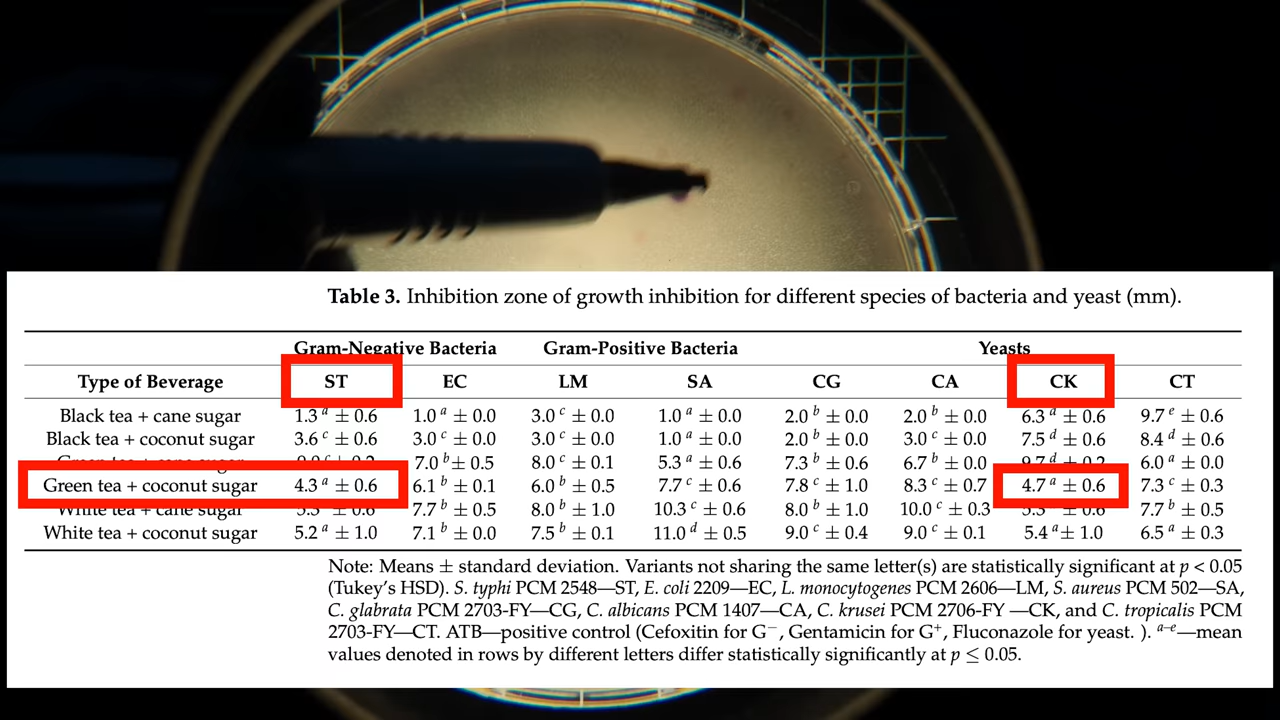 Table 3. Inhibition zone of growth inhibition for different species of bacteria and yeast (mm).
Gram-Negative Bacteria Gram-Positive Bacteria Yeasts
Type of Beverage ST EC LM SA CG CA CK CT
Black tea + cane sugar 1.3 a ± 0.6 1.0 a ± 0.0 3.0 c ± 0.0 1.0 a ± 0.0 2.0 b ± 0.0 2.0 b ± 0.0 6.3 a ± 0.6 9.7 e ± 0.6
Black tea + coconut sugar 3.6 c ± 0.6 3.0 c ± 0.0 3.0 c ± 0.0 1.0 a ± 0.0 2.0 b ± 0.0 3.0 c ± 0.0 7.5 d ± 0.6 8.4 d ± 0.6
Green tea + cane sugar 7.0 b ± 0.5 8.0 c ± 0.1 5.3 a ± 0.6 7.3 b ± 0.6 6.7 b ± 0.0 9.7 d ± 0.2 6.0 a ± 0.0
Green tea + coconut sugar 4.3 a ± 0.6 6.1 b ± 0.1 6.0 b ± 0.5 7.7 c ± 0.6 7.8 c ± 1.0 8.3 c ± 0.7 4.7 a ± 0.6 7.3 c ± 0.3
White tea + cane sugar 7.7 b ± 0.5 8.0 b ± 1.0 10.3 c ± 0.6 8.0 b ± 1.0 10.0 c ± 0.3 7.7 b ± 0.5
White tea + coconut sugar 5.2 a ± 1.0 7.1 b ± 0.0 7.5 b ± 0.1 11.0 d ± 0.5 9.0 c ± 0.4 9.0 c ± 0.1 5.4 a ± 1.0 6.5 a ± 0.3
Note: Means ± standard deviation. Variants not sharing the same letter(s) are statistically significant at p < 0.05
(Tukey's HSD). S. typhi PCM 2548—ST, E. coli 2209—EC, L. monocytogenes PCM 2606—LM, S. aureus PCM 502—SA,
C. glabrata PCM 2703-FY—CG, C. albicans PCM 1407—CA, C. krusei PCM 2706-FY —CK, and C. tropicalis PCM
2703-FY—CT. ATB—positive control (Cefoxitin for G−, Gentamicin for G+, Fluconazole for yeast. ). a–e—mean
values denoted in rows by different letters differ statistically significantly at p ≤ 0.05.